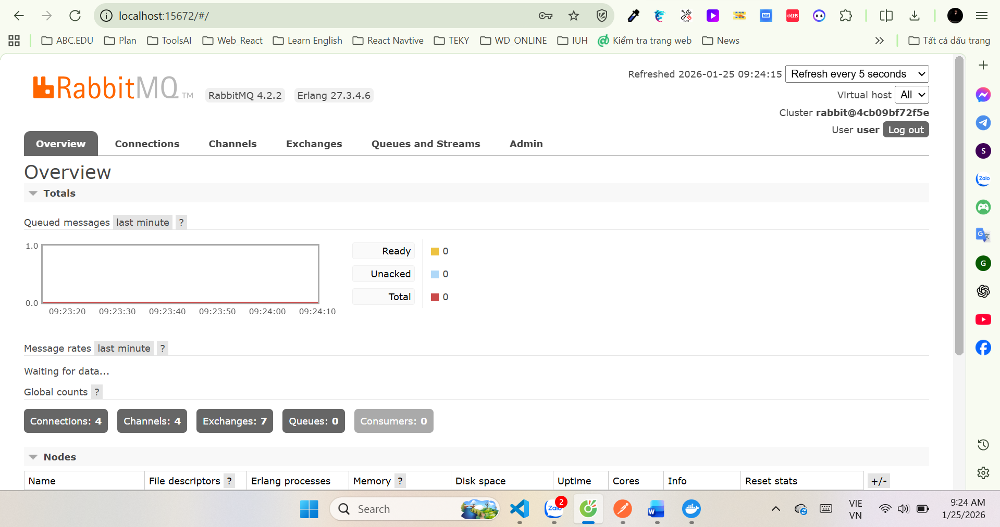 localhost:15672/#/
ABC.EDU Plan ToolsAI Web_React Learn English React Navtive TEKY WD_ONLINE IUH Kiểm tra trang web News Tất cả dấu trang
RabbitMQ TM RabbitMQ 4.2.2 Erlang 27.3.4.6
Refreshed 2026-01-25 09:24:15 Refresh every 5 seconds
Virtual host All
Cluster rabbit@4cb09bf72f5e
User user Log out
Overview Connections Channels Exchanges Queues and Streams Admin
Overview
Totals
Queued messages last minute ?
1.0
0.0
09:23:20 09:23:30 09:23:40 09:23:50 09:24:00 09:24:10
Ready 0
Unacked 0
Total 0
Message rates last minute ?
Waiting for data...
Global counts ?
Connections: 4 Channels: 4 Exchanges: 7 Queues: 0 Consumers: 0
Nodes
Name File descriptors ? Erlang processes Memory ? Disk space Uptime Cores Info Reset stats +/-
S
Zalo
G
G
Search
Zalo 2
W
VIE
VN
9:24 AM
1/25/2026